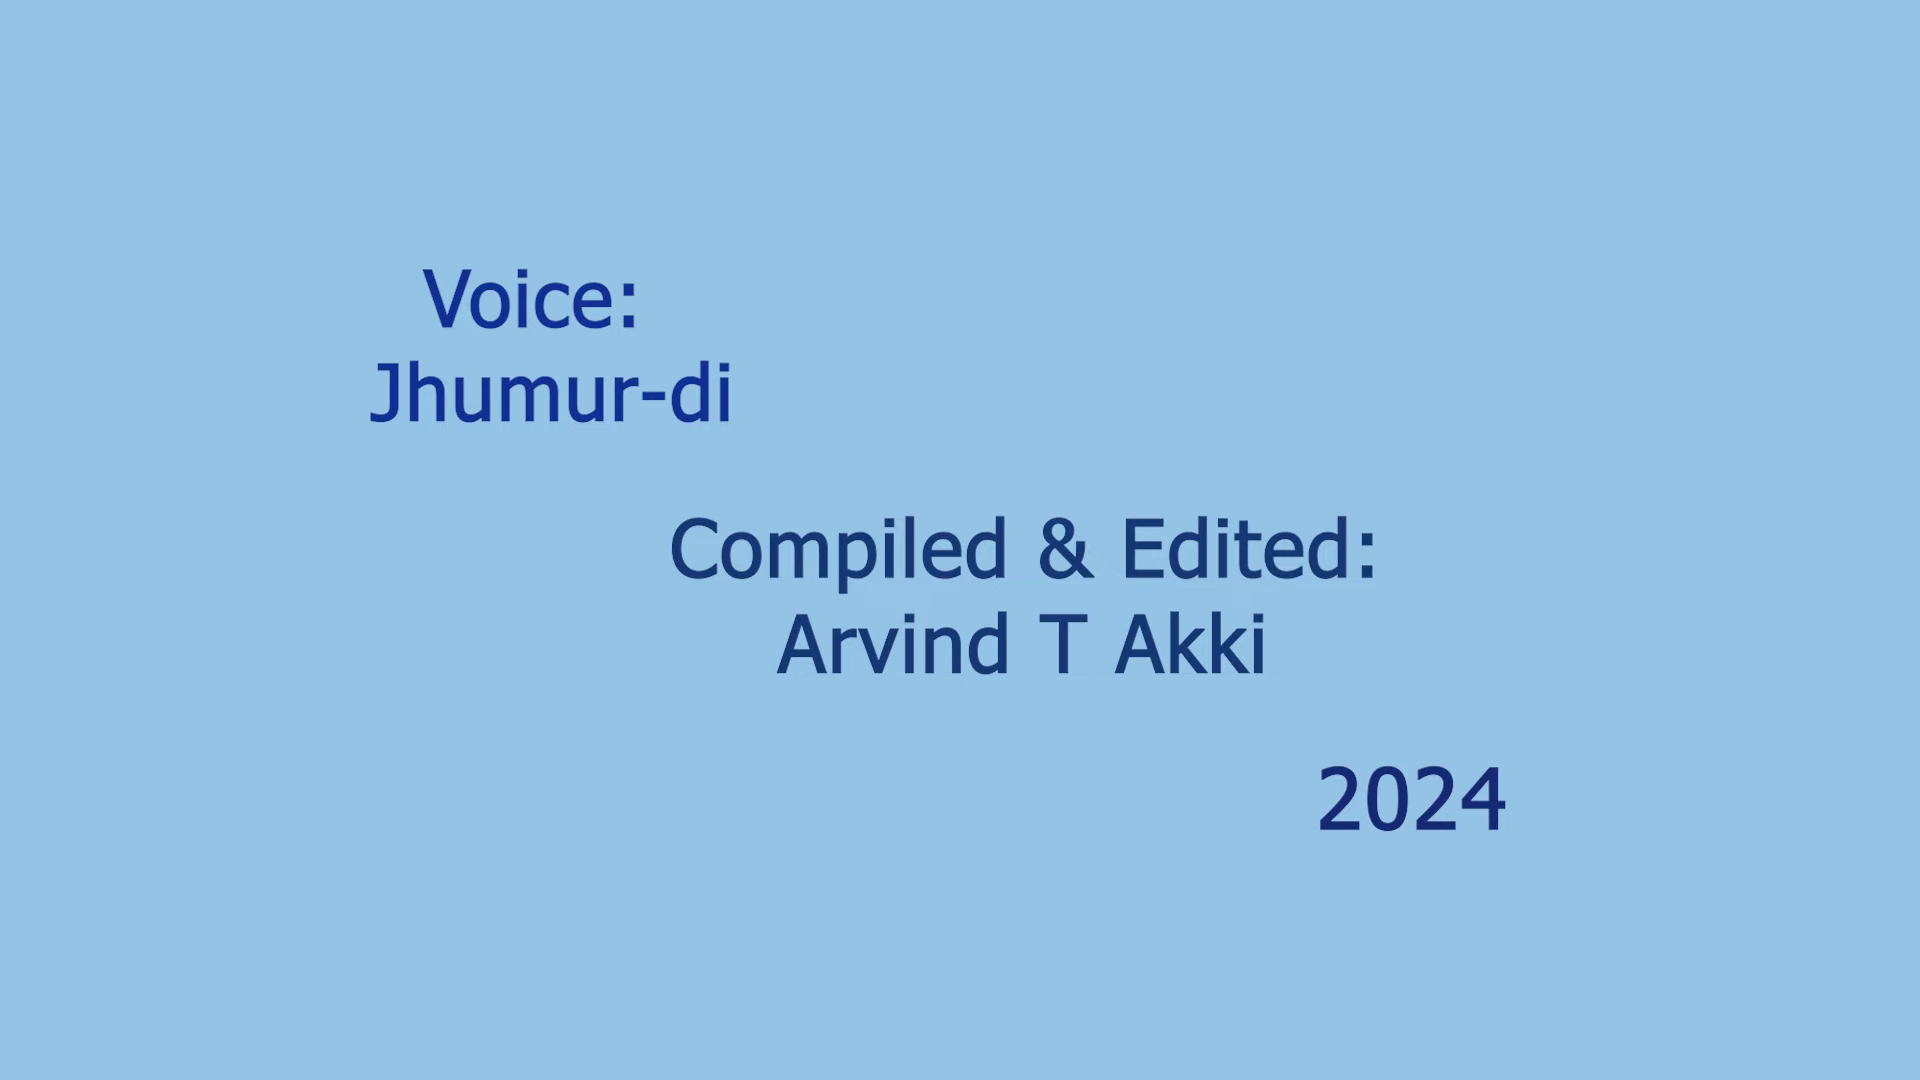 Voice:
Jhumur-di
Compiled & Edited:
Arvind T Akki
2024